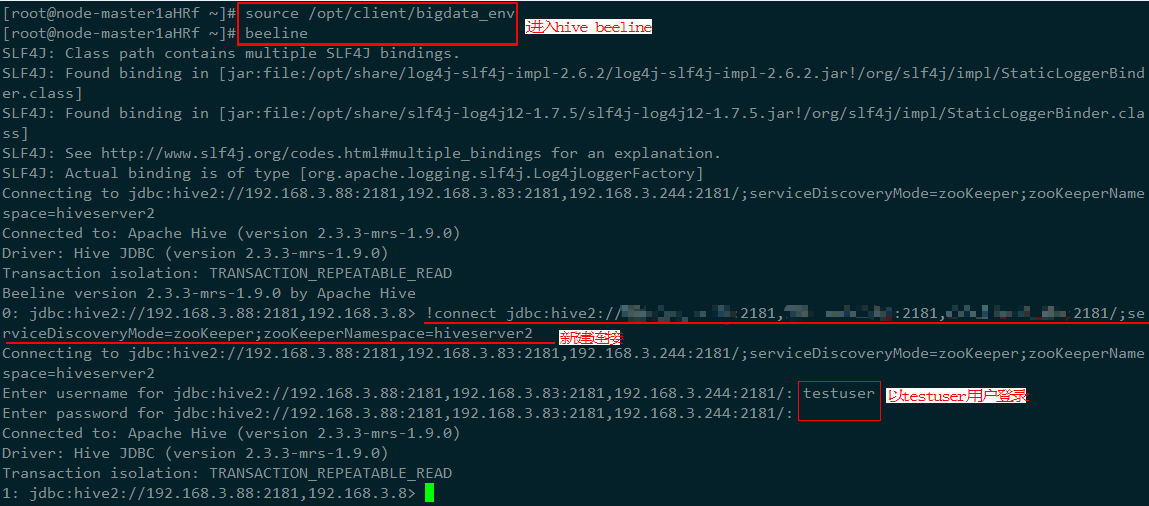 [root@node-master1aHRf ~]# source /opt/client/bigdata_env
[root@node-master1aHRf ~]# beeline
进入hive beeline
SLF4J: Class path contains multiple SLF4J bindings.
SLF4J: Found binding in [jar:file:/opt/share/log4j-slf4j-impl-2.6.2/log4j-slf4j-impl-2.6.2.jar!/org/slf4j/impl/StaticLoggerBind
er.class]
SLF4J: Found binding in [jar:file:/opt/share/slf4j-log4j12-1.7.5/slf4j-log4j12-1.7.5.jar!/org/slf4j/impl/StaticLoggerBinder.cla
ss]
SLF4J: See http://www.slf4j.org/codes.html#multiple_bindings for an explanation.
SLF4J: Actual binding is of type [org.apache.logging.slf4j.Log4jLoggerFactory]
Connecting to jdbc:hive2://192.168.3.88:2181,192.168.3.83:2181,192.168.3.244:2181/;serviceDiscoveryMode=zooKeeper;zooKeeperName
space=hiveserver2
Connected to: Apache Hive (version 2.3.3-mrs-1.9.0)
Driver: Hive JDBC (version 2.3.3-mrs-1.9.0)
Transaction isolation: TRANSACTION_REPEATABLE_READ
Beeline version 2.3.3-mrs-1.9.0 by Apache Hive
0: jdbc:hive2://192.168.3.88:2181,192.168.3.8> !connect jdbc:hive2:// :2181, :2181, :2181/;se
rviceDiscoveryMode=zooKeeper;zooKeeperNamespace=hiveserver2
新建连接
Connecting to jdbc:hive2://192.168.3.88:2181,192.168.3.83:2181,192.168.3.244:2181/;serviceDiscoveryMode=zooKeeper;zooKeeperName
space=hiveserver2
Enter username for jdbc:hive2://192.168.3.88:2181,192.168.3.83:2181,192.168.3.244:2181/: testuser
以testuser用户登录
Enter password for jdbc:hive2://192.168.3.88:2181,192.168.3.83:2181,192.168.3.244:2181/:
Connected to: Apache Hive (version 2.3.3-mrs-1.9.0)
Driver: Hive JDBC (version 2.3.3-mrs-1.9.0)
Transaction isolation: TRANSACTION_REPEATABLE_READ
1: jdbc:hive2://192.168.3.88:2181,192.168.3.8>